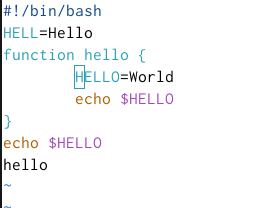 #!/bin/bash
HELL=Hello
function hello {
        HELLO=World
        echo $HELLO
}
echo $HELLO
hello
~
~